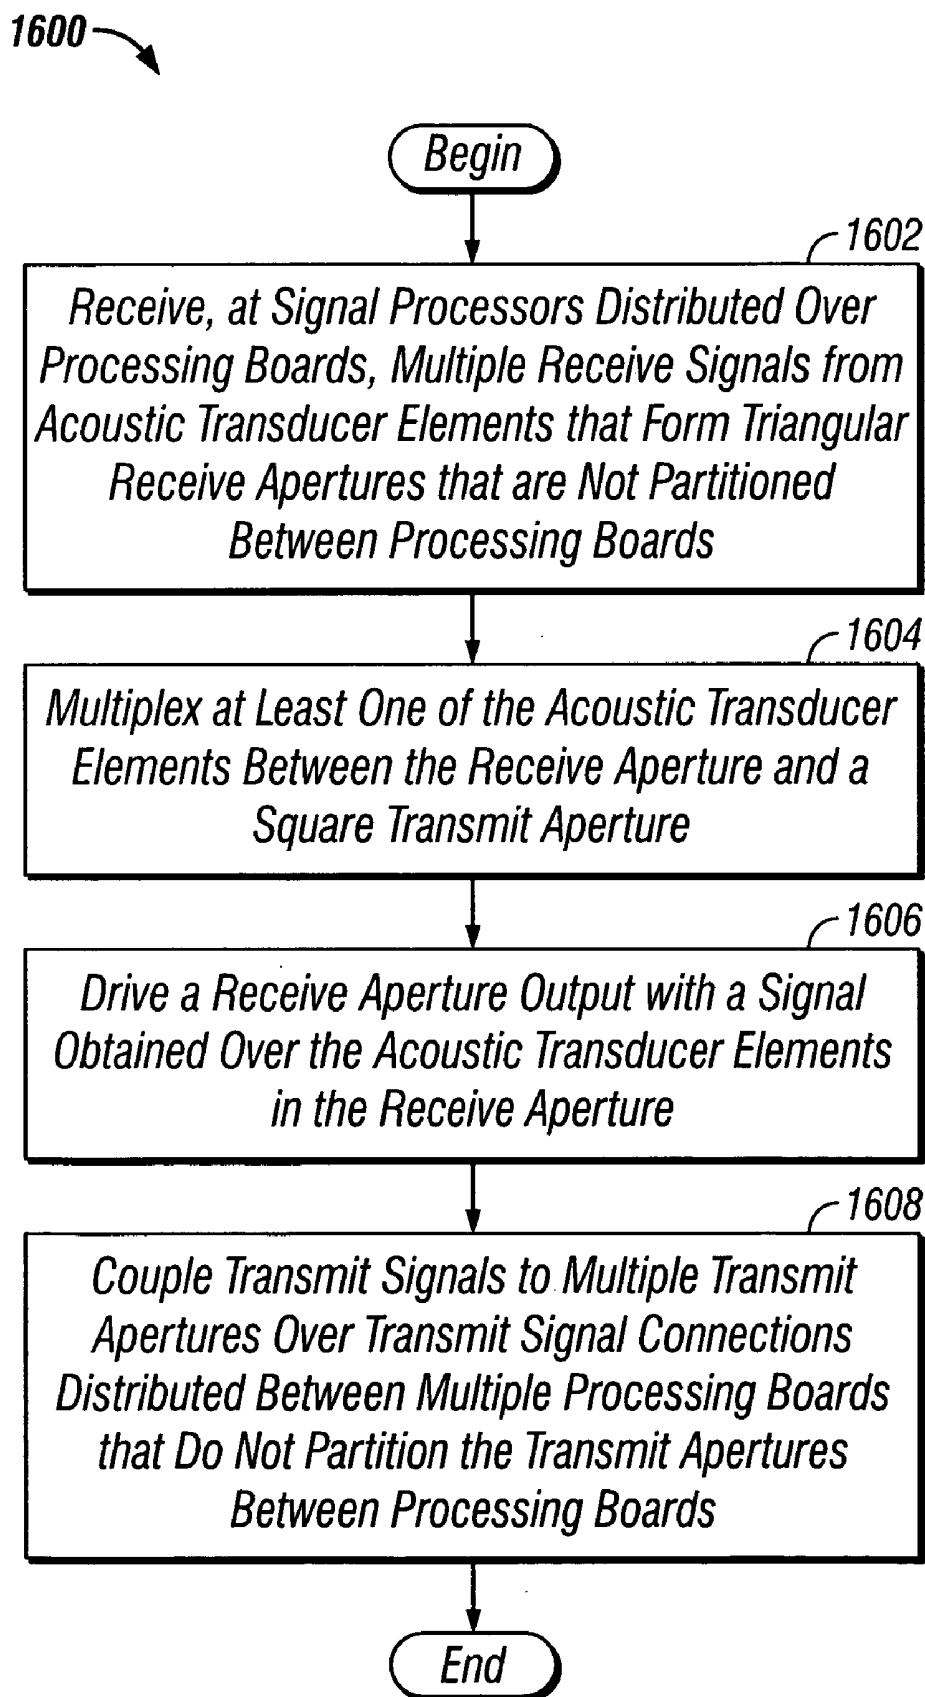 1600
Begin
1602
Receive, at Signal Processors Distributed Over
Processing Boards, Multiple Receive Signals from
Acoustic Transducer Elements that Form Triangular
Receive Apertures that are Not Partitioned
Between Processing Boards
1604
Multiplex at Least One of the Acoustic Transducer
Elements Between the Receive Aperture and a
Square Transmit Aperture
1606
Drive a Receive Aperture Output with a Signal
Obtained Over the Acoustic Transducer Elements
in the Receive Aperture
1608
Couple Transmit Signals to Multiple Transmit
Apertures Over Transmit Signal Connections
Distributed Between Multiple Processing Boards
that Do Not Partition the Transmit Apertures
Between Processing Boards
End